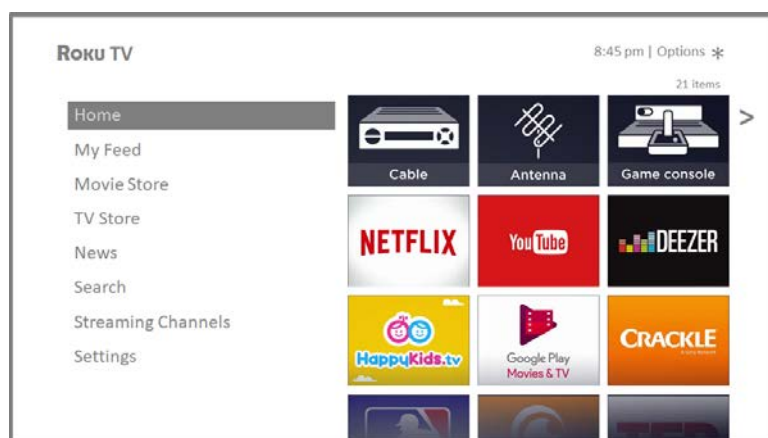 ROKU TV
8:45 pm | Options *
21 items
Home
>
My Feed
Movie Store
TV Store
News
Search
Streaming Channels
Settings
Cable
Antenna
Game console
NETFLIX
YouTube
DEEZER
HappyKids.tv
Google Play
Movies & TV
CRACKLE